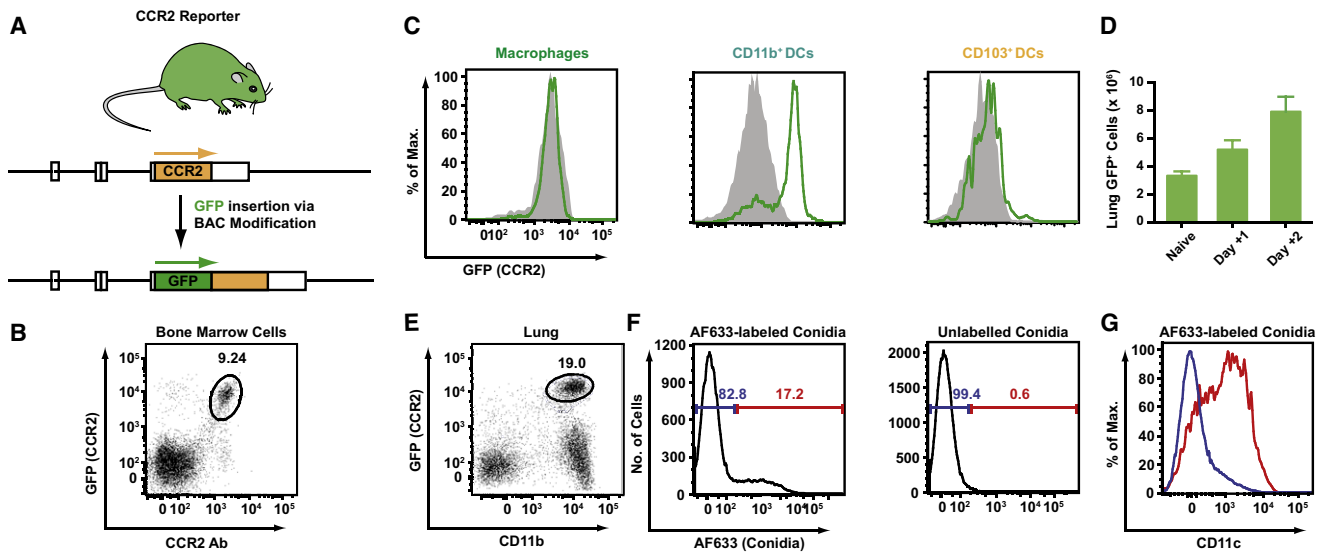 A
CCR2 Reporter
CCR2
GFP insertion via
BAC Modification
GFP
B
Bone Marrow Cells
9.24
10⁵
10⁴
10³
10²
0
GFP (CCR2)
0 10² 10³ 10⁴ 10⁵
CCR2 Ab
C
Macrophages
CD11b⁺ DCs
CD103⁺ DCs
100
80
60
40
20
0
% of Max.
0 10² 10³ 10⁴ 10⁵
GFP (CCR2)
D
10
8
6
4
2
0
Lung GFP⁺ Cells (x 10⁶)
Naive
Day +1
Day +2
E
Lung
19.0
10⁵
10⁴
10³
10²
0
GFP (CCR2)
0 10² 10³ 10⁴ 10⁵
CD11b
F
AF633-labeled Conidia
1200
900
600
300
0
No. of Cells
82.8
17.2
0 10² 10³ 10⁴ 10⁵
AF633 (Conidia)
Unlabelled Conidia
2000
1500
1000
500
0
99.4
0.6
0 10² 10³ 10⁴ 10⁵
G
AF633-labeled Conidia
100
80
60
40
20
0
% of Max.
0 10³ 10⁴ 10⁵
CD11c